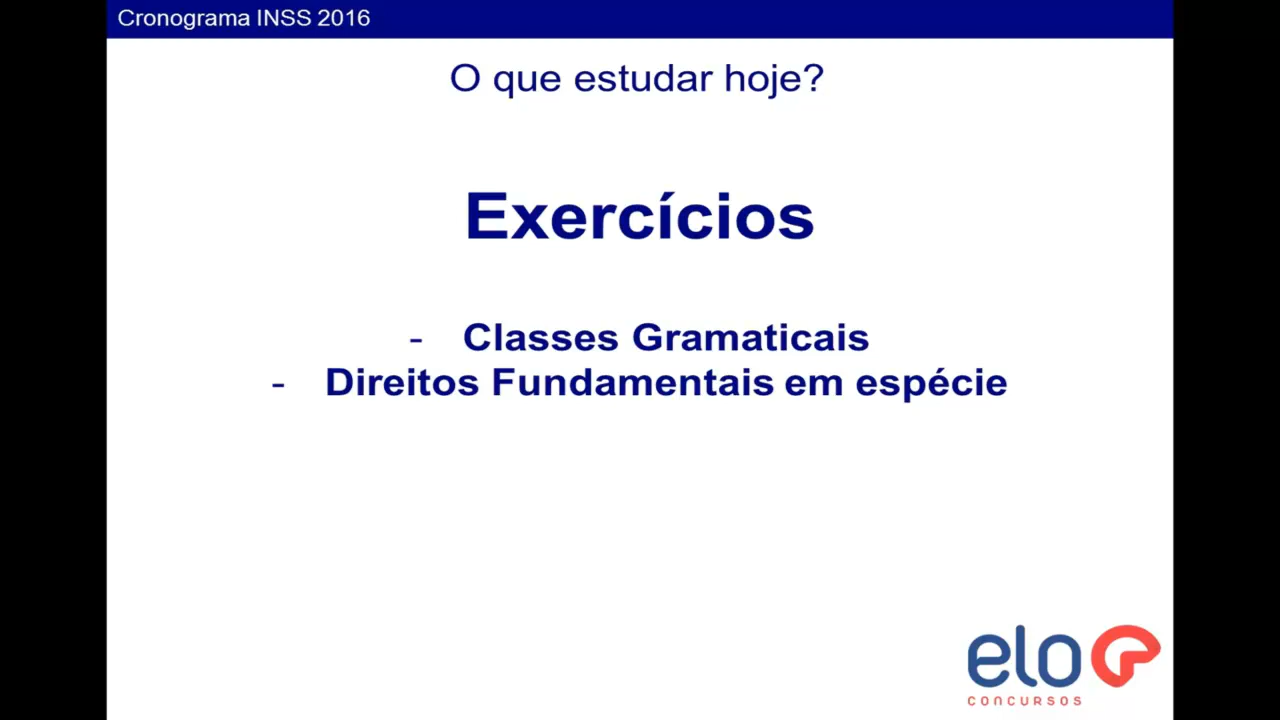 Cronograma INSS 2016
O que estudar hoje?
Exercícios
- Classes Gramaticais
- Direitos Fundamentais em espécie
elo
CONCURSOS